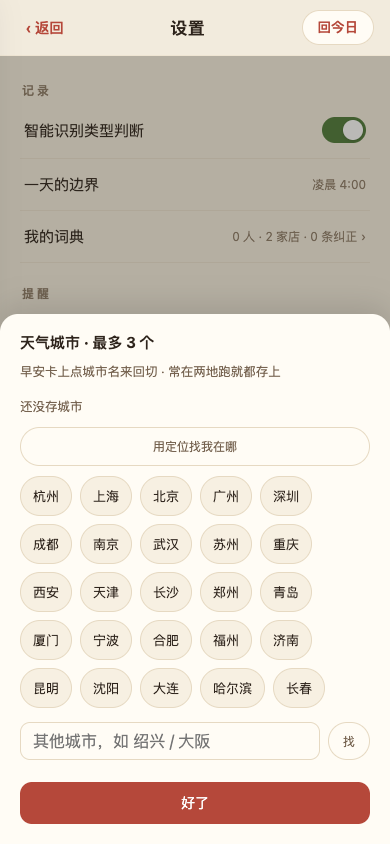 ‹ 返回 设置 回今日
记录
智能识别类型判断
一天的边界 凌晨 4:00
我的词典 0 人 · 2 家店 · 0 条纠正 ›
提醒
天气城市 · 最多 3 个
早安卡上点城市名来回切 · 常在两地跑就都存上
还没存城市
用定位找我在哪
杭州 上海 北京 广州 深圳
成都 南京 武汉 苏州 重庆
西安 天津 长沙 郑州 青岛
厦门 宁波 合肥 福州 济南
昆明 沈阳 大连 哈尔滨 长春
其他城市，如 绍兴 / 大阪 找
好了